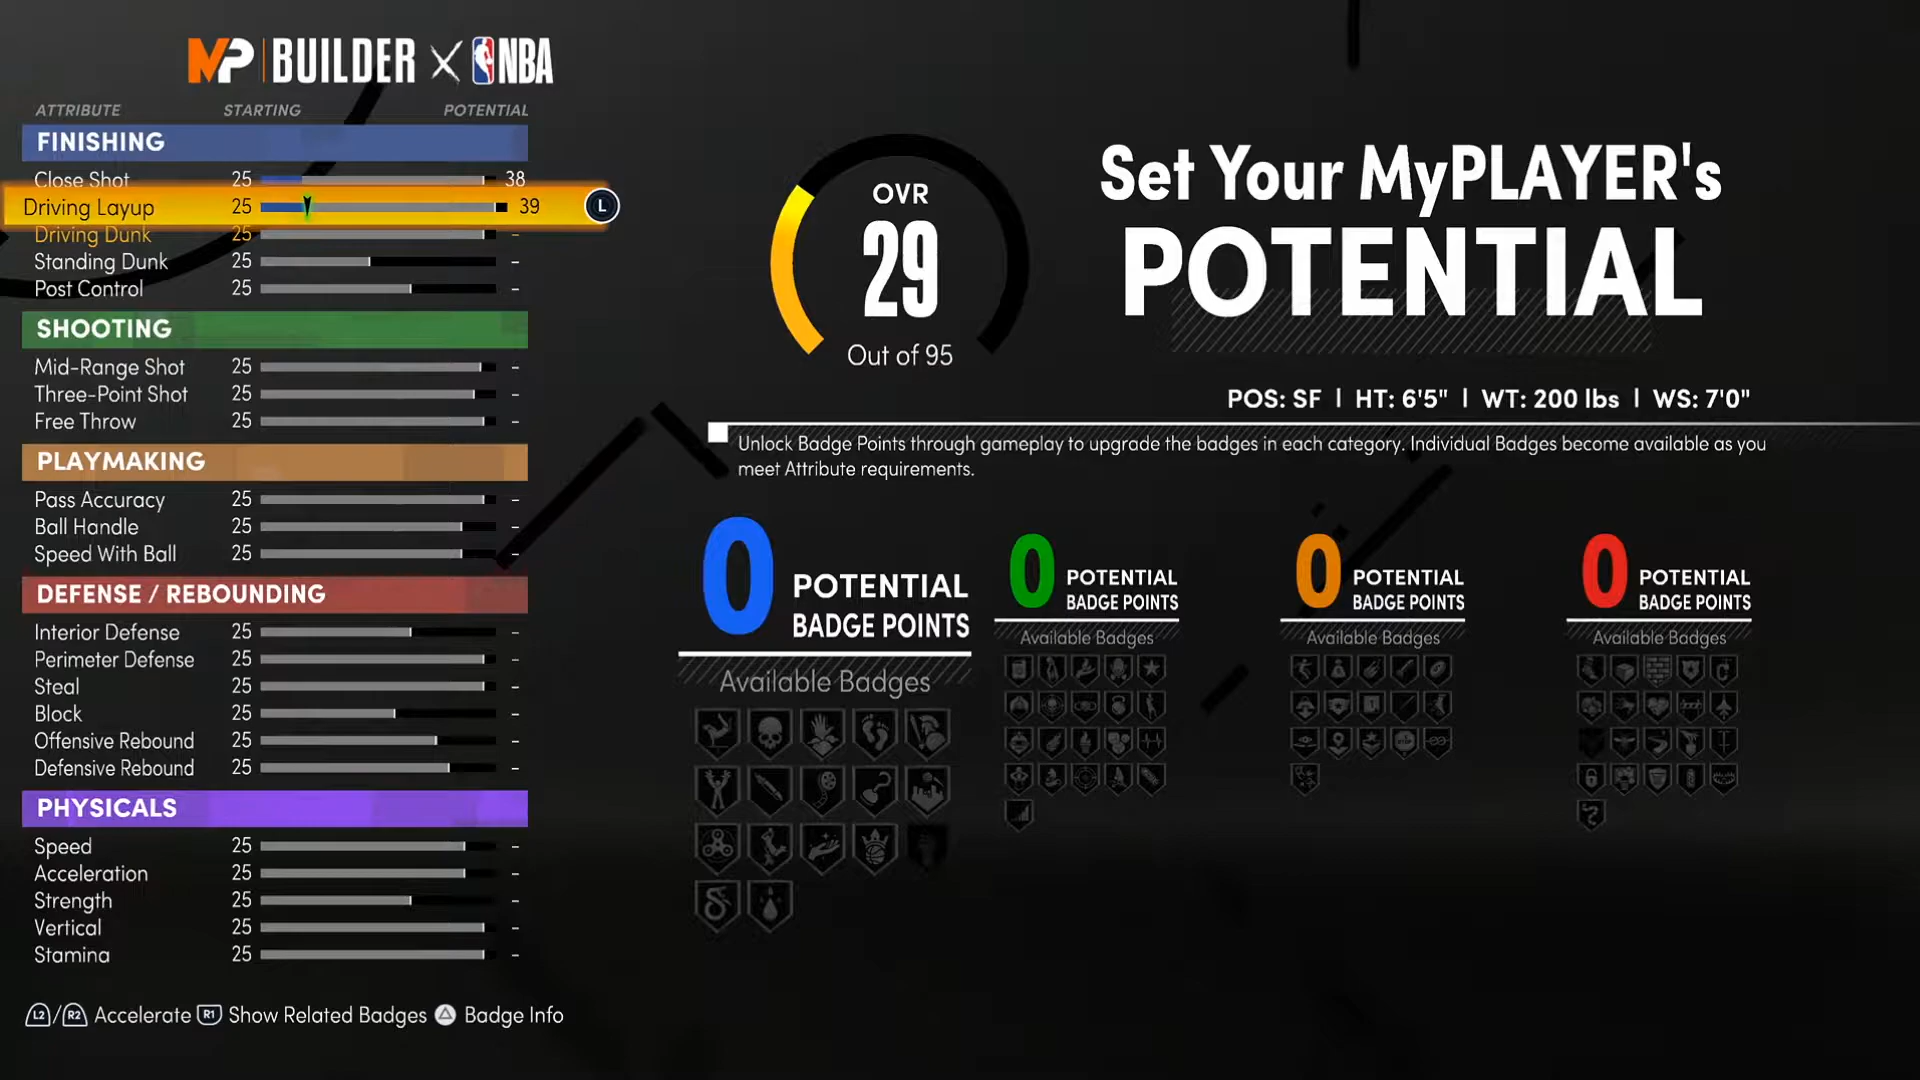 MP | BUILDER X NBA
ATTRIBUTE STARTING POTENTIAL
FINISHING
Close Shot 25 38
Driving Layup 25 39 L
Driving Dunk 25 -
Standing Dunk 25 -
Post Control 25 -
SHOOTING
Mid-Range Shot 25 -
Three-Point Shot 25 -
Free Throw 25 -
PLAYMAKING
Pass Accuracy 25 -
Ball Handle 25 -
Speed With Ball 25 -
DEFENSE / REBOUNDING
Interior Defense 25 -
Perimeter Defense 25 -
Steal 25 -
Block 25 -
Offensive Rebound 25 -
Defensive Rebound 25 -
PHYSICALS
Speed 25 -
Acceleration 25 -
Strength 25 -
Vertical 25 -
Stamina 25 -
L2/R2 Accelerate R1 Show Related Badges Badge Info
OVR
29
Out of 95
Set Your MyPLAYER's
POTENTIAL
POS: SF | HT: 6'5" | WT: 200 lbs | WS: 7'0"
Unlock Badge Points through gameplay to upgrade the badges in each category. Individual Badges become available as you
meet Attribute requirements.
0 POTENTIAL
BADGE POINTS
Available Badges
0 POTENTIAL
BADGE POINTS
Available Badges
0 POTENTIAL
BADGE POINTS
Available Badges
0 POTENTIAL
BADGE POINTS
Available Badges